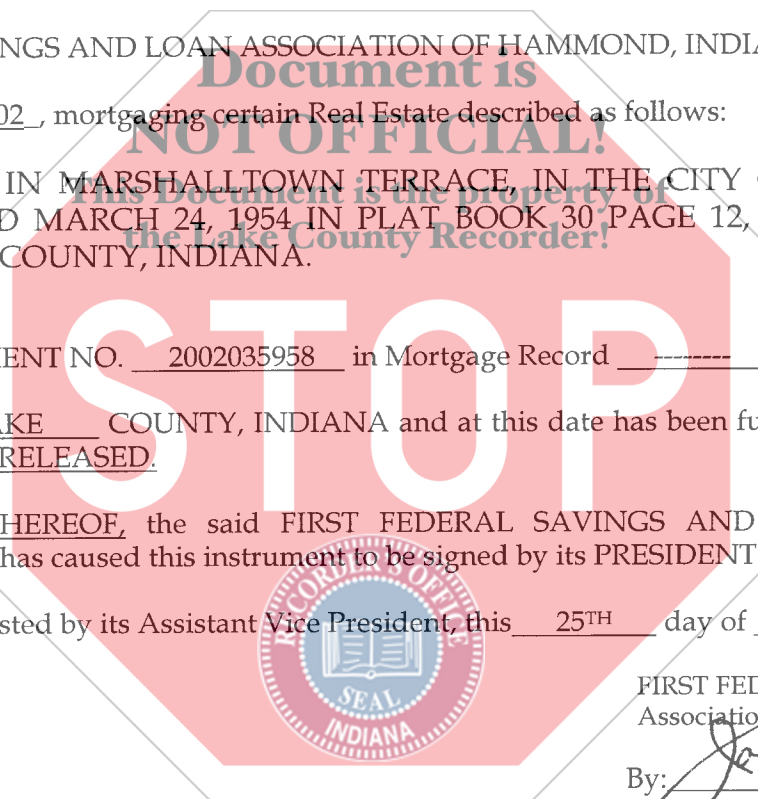 NGS AND LOAN ASSOCIATION OF HAMMOND, INDIA
Document is
02 , mortgaging certain Real Estate described as follows:
NOT OFFICIAL!
IN MARSHALLTOWN TERRACE, IN THE CITY
This Document is the property of
D MARCH 24, 1954 IN PLAT BOOK 30 PAGE 12,
the Lake County Recorder!
COUNTY, INDIANA.
STOP
ENT NO. 2002035958 in Mortgage Record --------
AKE COUNTY, INDIANA and at this date has been fu
RELEASED.
HEREOF, the said FIRST FEDERAL SAVINGS AND
has caused this instrument to be signed by its PRESIDENT
sted by its Assistant Vice President, this 25TH day of
RECORDER'S OFFICE
SEAL
INDIANA
FIRST FED
Associatio
By: